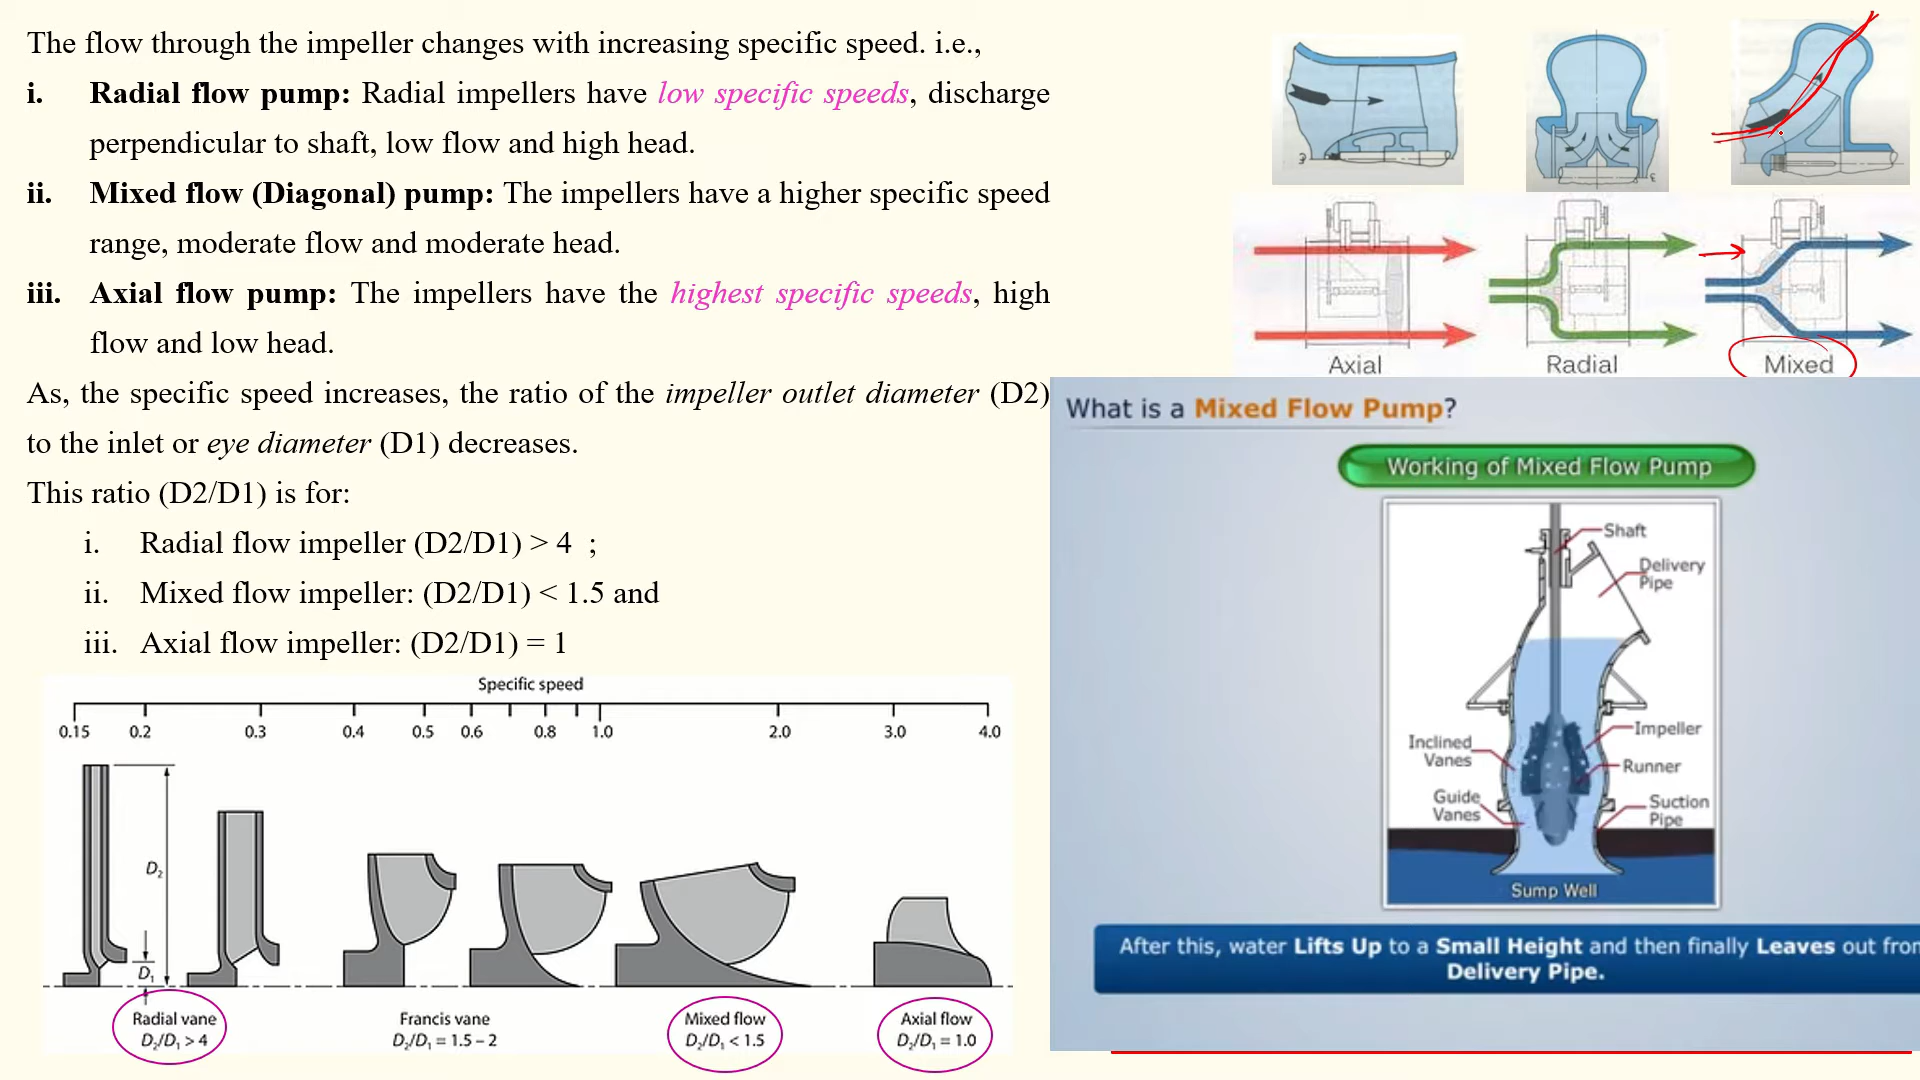 The flow through the impeller changes with increasing specific speed. i.e.,
i. Radial flow pump: Radial impellers have low specific speeds, discharge
perpendicular to shaft, low flow and high head.
ii. Mixed flow (Diagonal) pump: The impellers have a higher specific speed
range, moderate flow and moderate head.
iii. Axial flow pump: The impellers have the highest specific speeds, high
flow and low head.
As, the specific speed increases, the ratio of the impeller outlet diameter (D2)
to the inlet or eye diameter (D1) decreases.
This ratio (D2/D1) is for:
i. Radial flow impeller (D2/D1) > 4 ;
ii. Mixed flow impeller: (D2/D1) < 1.5 and
iii. Axial flow impeller: (D2/D1) = 1
Specific speed
0.15 0.2 0.3 0.4 0.5 0.6 0.8 1.0 2.0 3.0 4.0
D₂
D₁
Radial vane
D₂/D₁ > 4
Francis vane
D₂/D₁ = 1.5 – 2
Mixed flow
D₂/D₁ < 1.5
Axial flow
D₂/D₁ = 1.0
Axial Radial Mixed
What is a Mixed Flow Pump?
Working of Mixed Flow Pump
Shaft
Delivery
Pipe
Impeller
Inclined
Vanes
Runner
Guide
Vanes
Suction
Pipe
Sump Well
After this, water Lifts Up to a Small Height and then finally Leaves out from
Delivery Pipe.